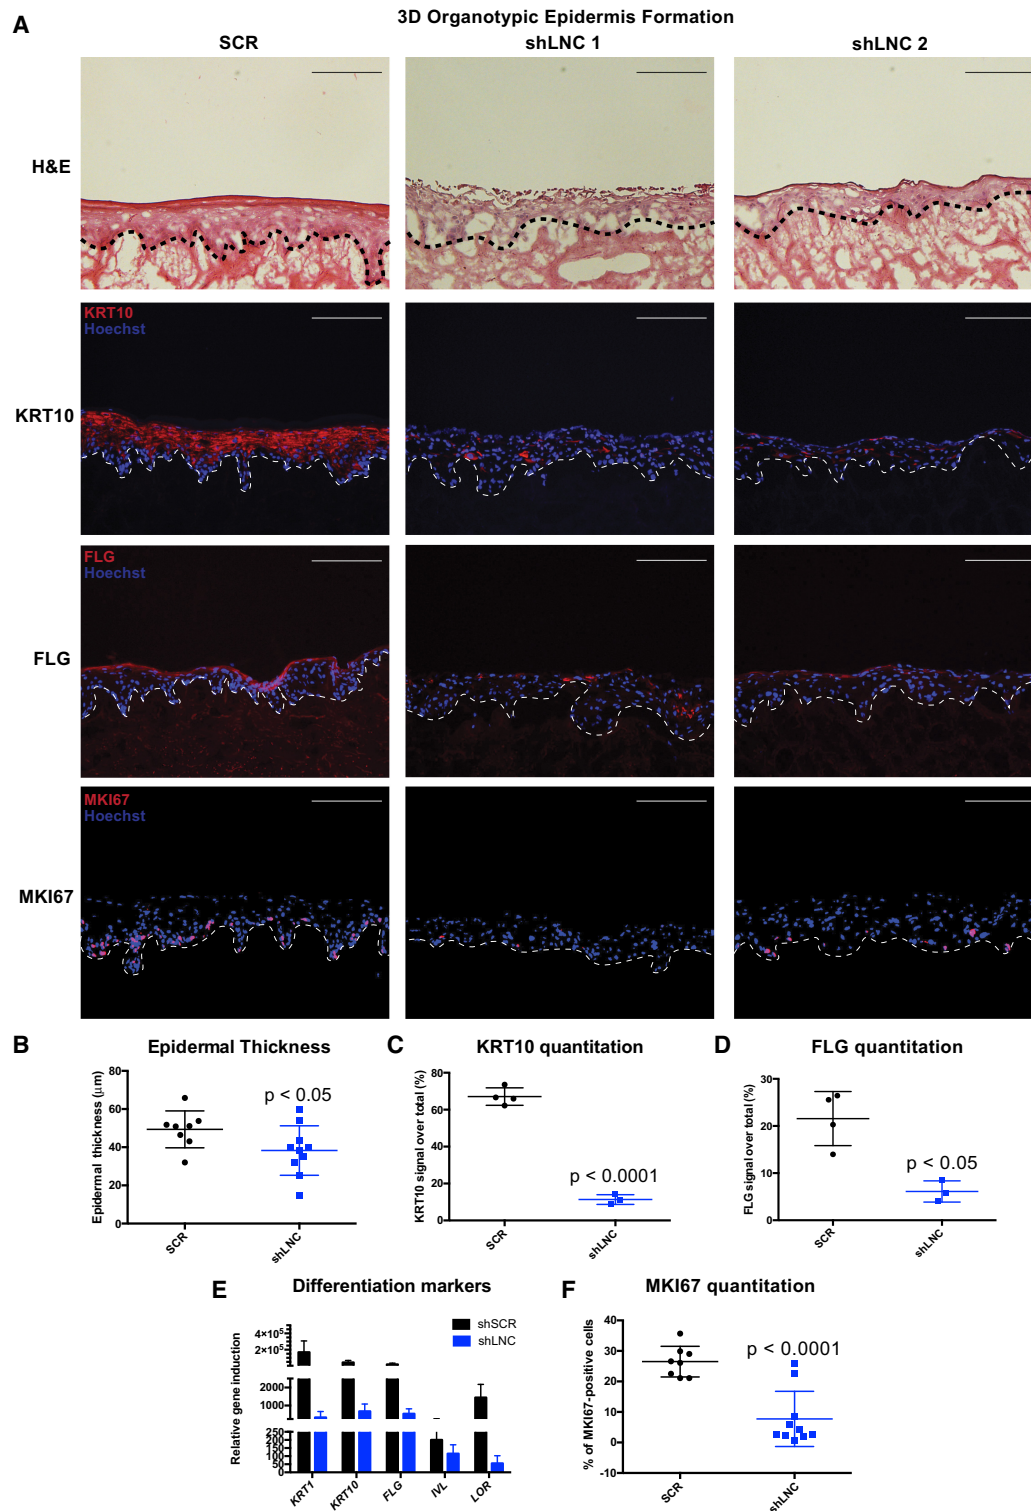 A
3D Organotypic Epidermis Formation
SCR
shLNC 1
shLNC 2
H&E
KRT10
Hoechst
KRT10
FLG
Hoechst
FLG
MKI67
Hoechst
MKI67
B
Epidermal Thickness
Epidermal thickness (μm)
80
60
40
20
0
p < 0.05
SCR
shLNC
C
KRT10 quantitation
KRT10 signal over total (%)
80
60
40
20
0
p < 0.0001
SCR
shLNC
D
FLG quantitation
FLG signal over total (%)
30
20
10
0
p < 0.05
SCR
shLNC
E
Differentiation markers
Relative gene induction
4×10⁵
2×10⁵
2000
1000
250
200
150
100
50
0
shSCR
shLNC
KRT1
KRT10
FLG
IVL
LOR
F
MKI67 quantitation
% of MKI67-positive cells
40
30
20
10
0
-10
p < 0.0001
SCR
shLNC